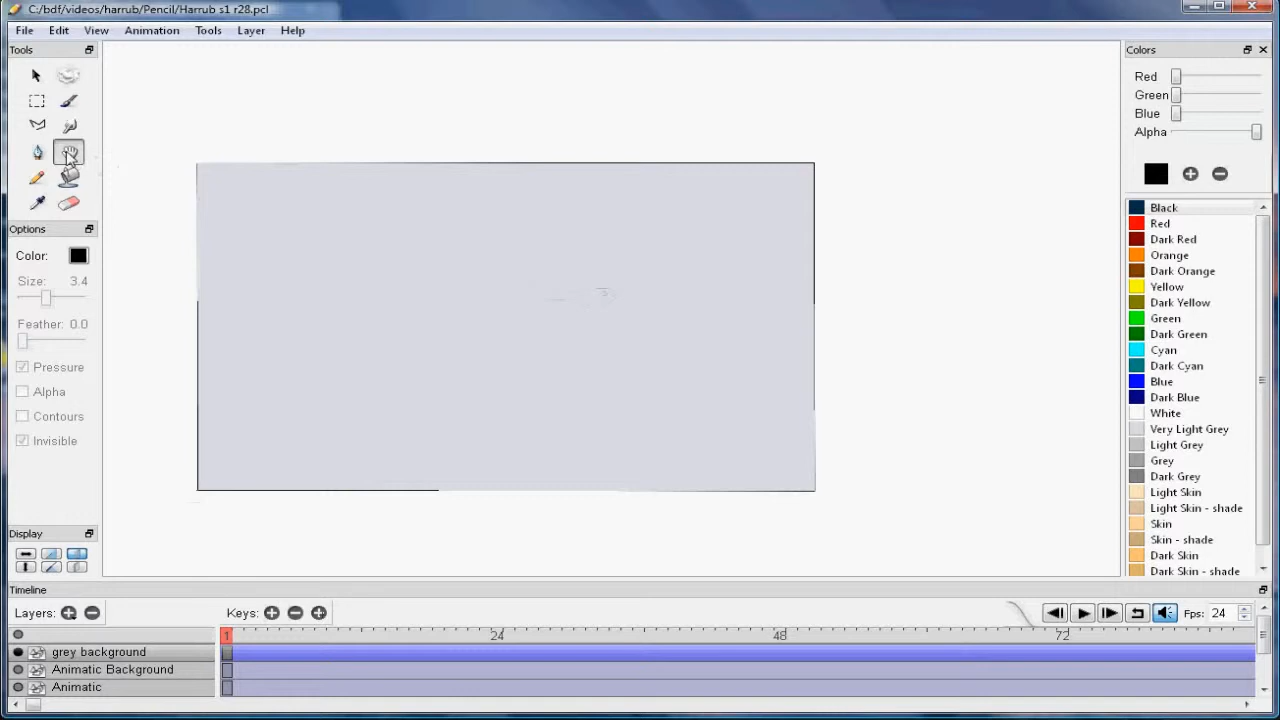 C:/bdf/videos/harrub/Pencil/Harrub s1 r28.pcl
File Edit View Animation Tools Layer Help
Tools
Options
Color:
Size: 3.4
Feather: 0.0
Pressure
Alpha
Contours
Invisible
Display
Colors
Red
Green
Blue
Alpha
Black
Red
Dark Red
Orange
Dark Orange
Yellow
Dark Yellow
Green
Dark Green
Cyan
Dark Cyan
Blue
Dark Blue
White
Very Light Grey
Light Grey
Grey
Dark Grey
Light Skin
Light Skin - shade
Skin
Skin - shade
Dark Skin
Dark Skin - shade
Timeline
Layers: Keys: Fps: 24
1 24 48 72
grey background
Animatic Background
Animatic